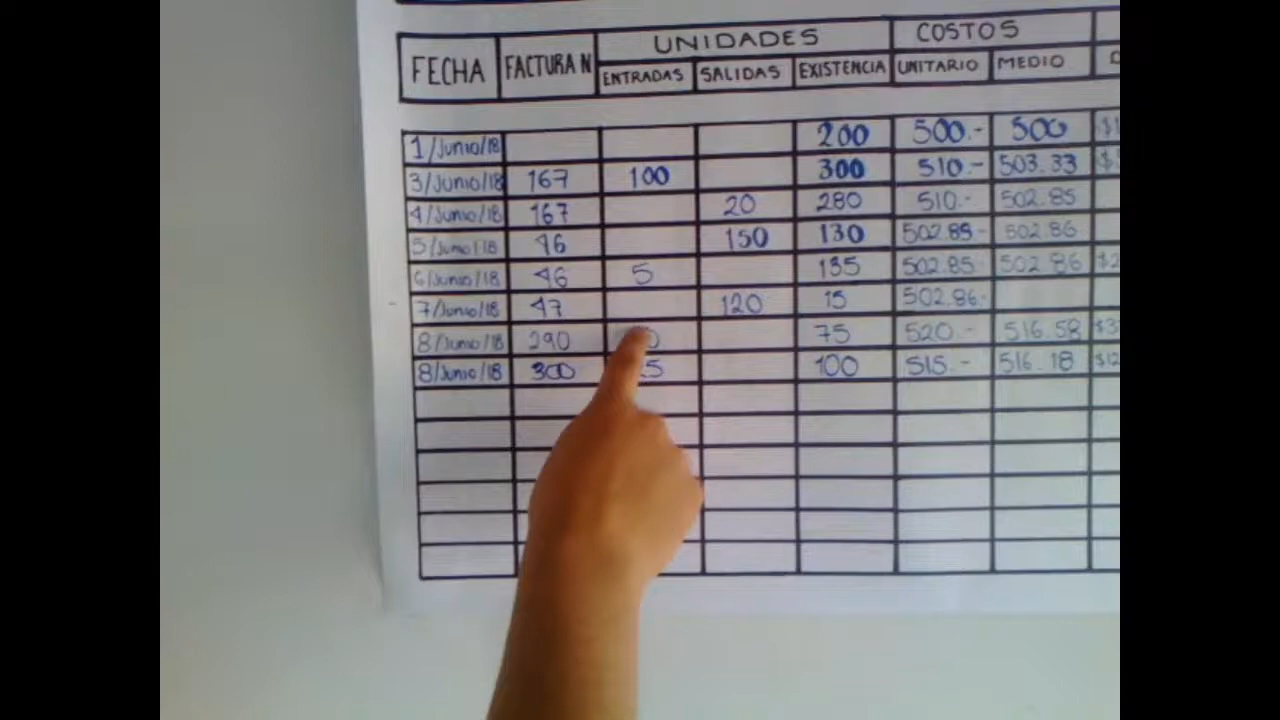 UNIDADES COSTOS
FECHA FACTURA N ENTRADAS SALIDAS EXISTENCIA UNITARIO MEDIO
1/Junio/18 200 500.- 500
3/Junio/18 167 100 300 510.- 503.33
4/Junio/18 167 20 280 510.- 502.85
5/Junio/18 46 150 130 502.85- 502.86
6/Junio/18 46 5 135 502.85- 502.86
7/Junio/18 47 120 15 502.86-
8/Junio/18 290 75 520.- 516.58
8/Junio/18 300 100 515.- 516.18